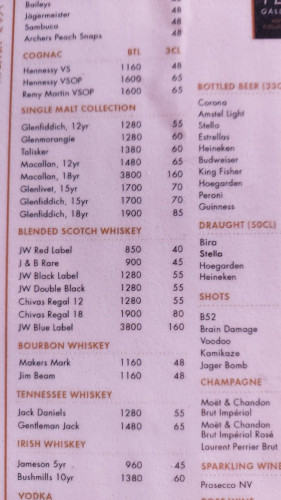 Baileys 48
Jägermeister 48
Sambuca 48
Archers Peach Snaps 48
COGNAC BTL 3CL
Hennessy VS 1160 48
Hennessy VSOP 1600 65
Remy Martin VSOP 1600 65
SINGLE MALT COLLECTION
Glenfiddich, 12yr 1280 55
Glenmorangie 1280 60
Talisker 1380 60
Macallan, 12yr 1480 65
Macallan, 18yr 3800 160
Glenlivet, 15yr 1700 70
Glenfiddich, 15yr 1700 70
Glenfiddich, 18yr 1900 85
BLENDED SCOTCH WHISKEY
JW Red Label 850 40
J & B Rare 900 45
JW Black Label 1280 55
JW Double Black 1280 55
Chivas Regal 12 1280 55
Chivas Regal 18 1900 80
JW Blue Label 3800 160
BOURBON WHISKEY
Makers Mark 1160 48
Jim Beam 1160 48
TENNESSEE WHISKEY
Jack Daniels 1280 55
Gentleman Jack 1480 65
IRISH WHISKEY
Jameson 5yr 960 45
Bushmills 10yr 1380 60
VODKA
BOTTLED BEER (33C
Corona
Amstel Light
Stella
Estrellas
Heineken
Budweiser
King Fisher
Hoegarden
Peroni
Guinness
DRAUGHT (50CL)
Bira
Stella
Hoegarden
Heineken
SHOTS
B52
Brain Damage
Voodoo
Kamikaze
Jager Bomb
CHAMPAGNE
Moët & Chandon
Brut Impérial
Moët & Chandon
Brut Impérial Rosé
Laurent Perrier Brut
SPARKLING WINE
Prosecco NV